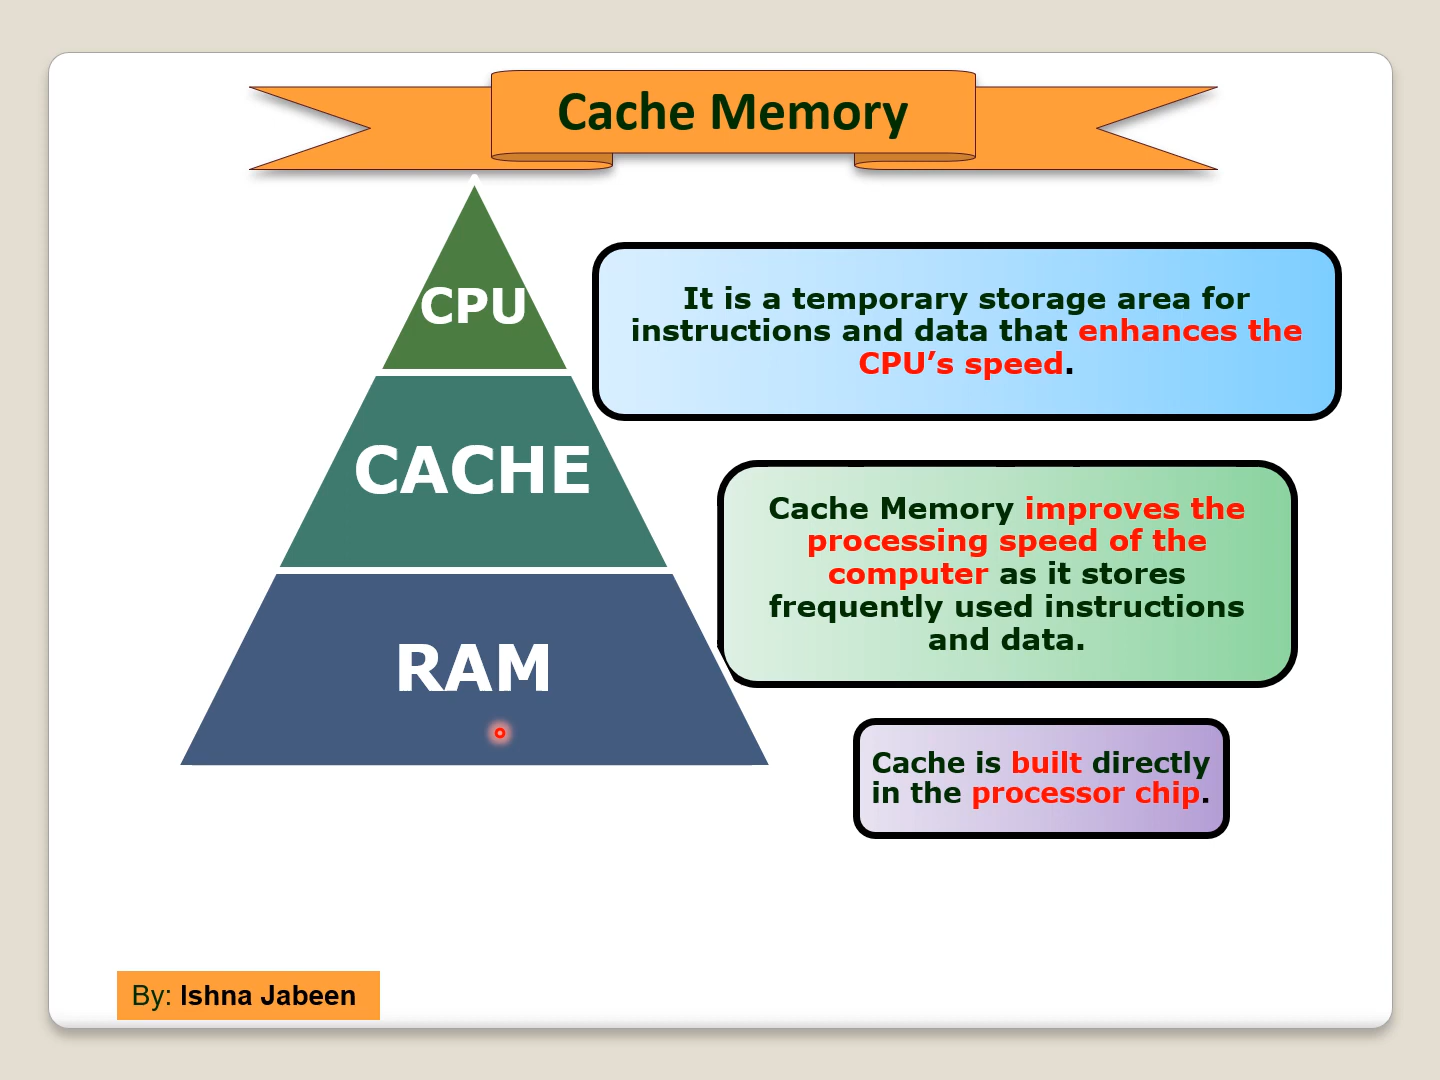 Cache Memory
CPU
CACHE
RAM
It is a temporary storage area for
instructions and data that enhances the
CPU’s speed.
Cache Memory improves the
processing speed of the
computer as it stores
frequently used instructions
and data.
Cache is built directly
in the processor chip.
By: Ishna Jabeen